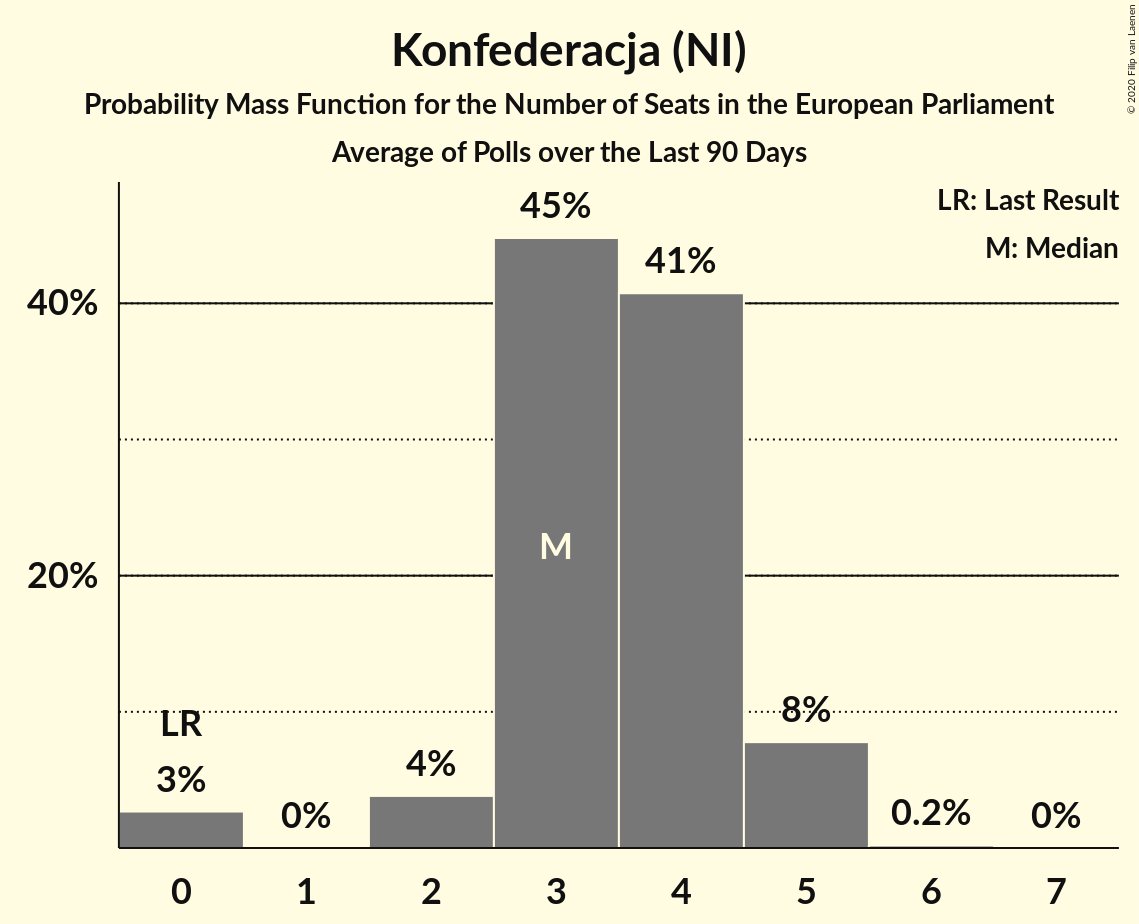 Konfederacja (NI)
Probability Mass Function for the Number of Seats in the European Parliament
Average of Polls over the Last 90 Days
© 2020 Filip van Laenen
LR: Last Result
M: Median
45%
41%
40%
M
20%
LR
8%
4%
3%
0%
0.2%
0%
0 1 2 3 4 5 6 7